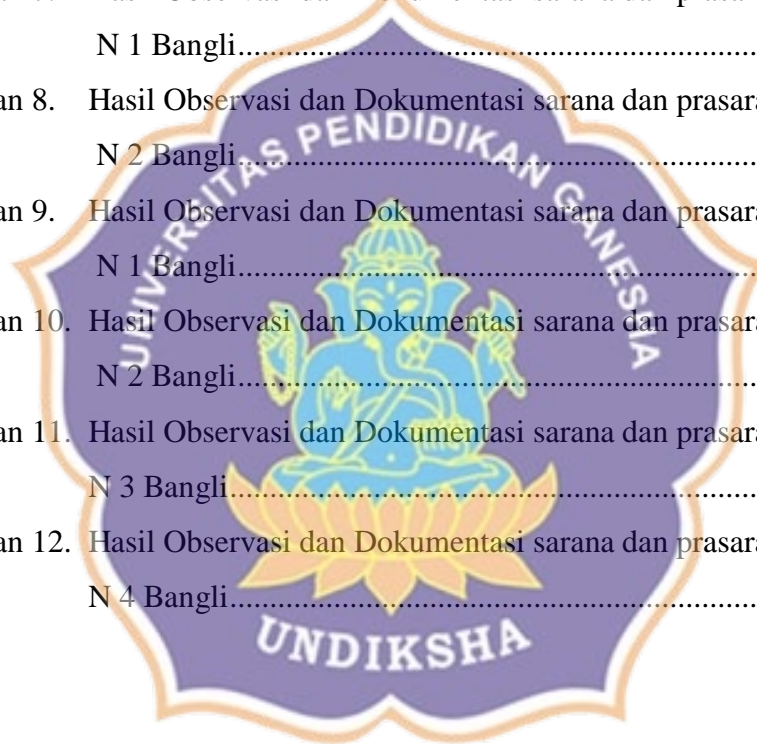 N 1 Bangli........................................................................
an 8. Hasil Observasi dan Dokumentasi sarana dan prasara
N 2 Bangli........................................................................
an 9. Hasil Observasi dan Dokumentasi sarana dan prasara
N 1 Bangli........................................................................
an 10. Hasil Observasi dan Dokumentasi sarana dan prasara
N 2 Bangli........................................................................
an 11. Hasil Observasi dan Dokumentasi sarana dan prasara
N 3 Bangli........................................................................
an 12. Hasil Observasi dan Dokumentasi sarana dan prasara
N 4 Bangli........................................................................
UNIVERSITAS PENDIDIKAN GANESHA
UNDIKSHA